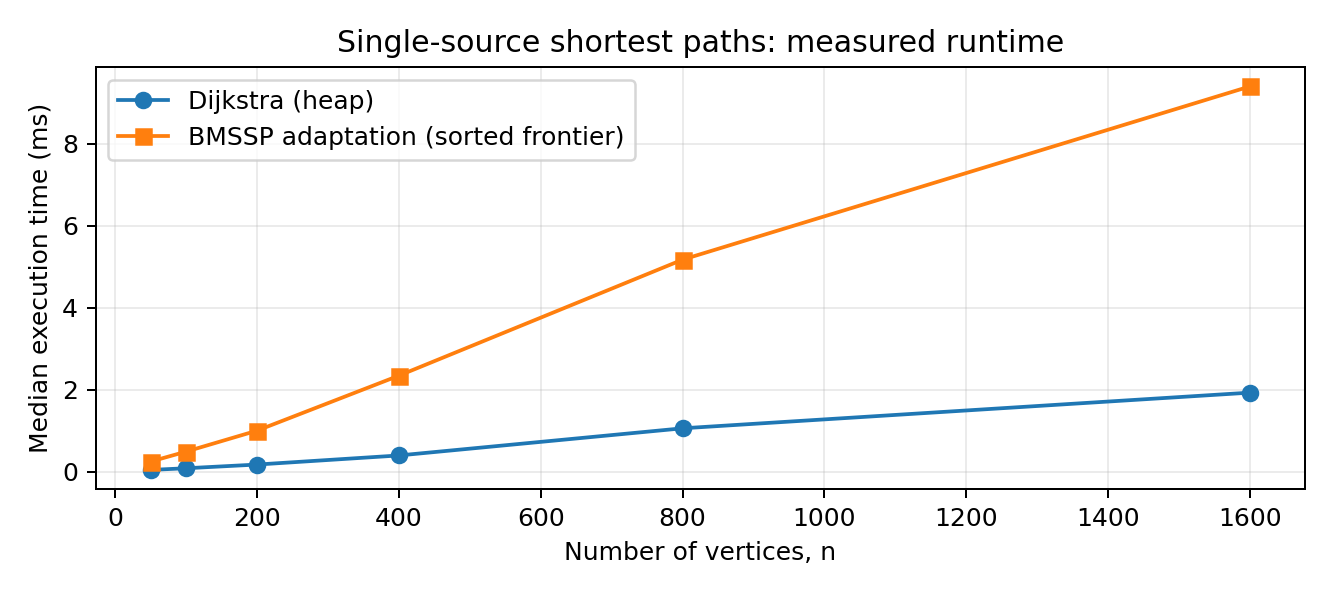 Single-source shortest paths: measured runtime
Dijkstra (heap)
BMSSP adaptation (sorted frontier)
Median execution time (ms)
8
6
4
2
0
0 200 400 600 800 1000 1200 1400 1600
Number of vertices, n